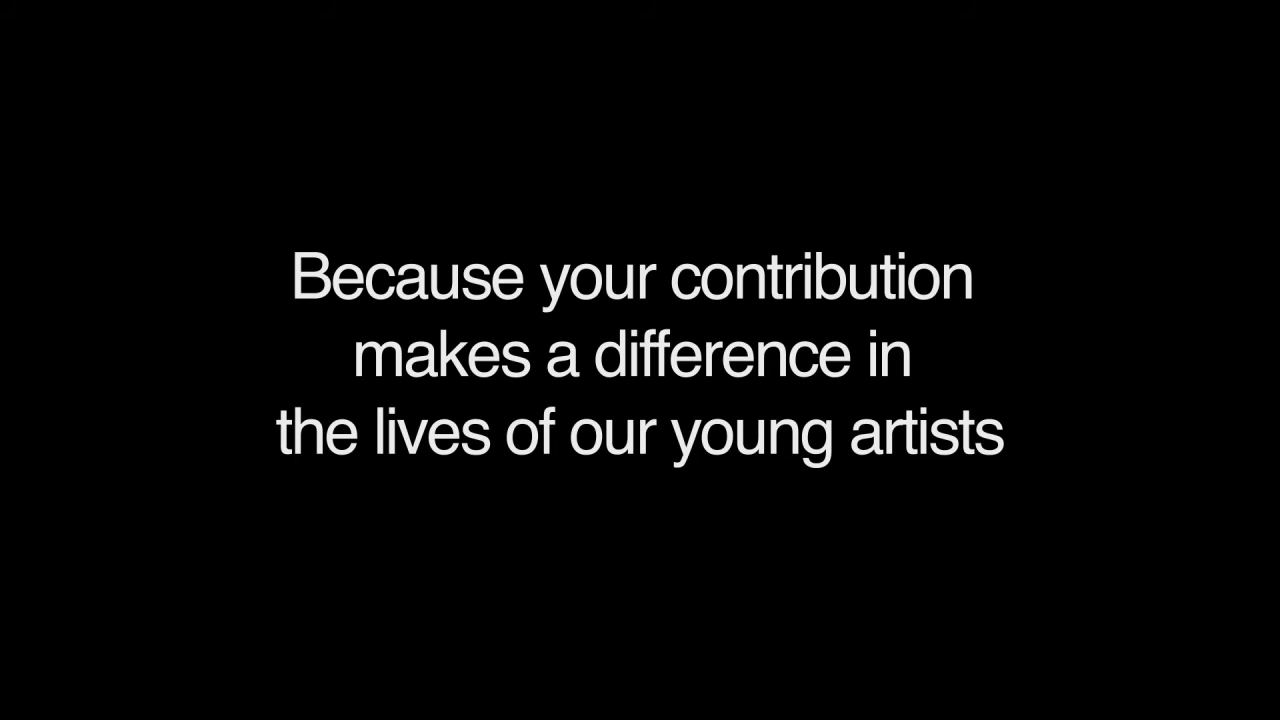 Because your contribution
makes a difference in
the lives of our young artists